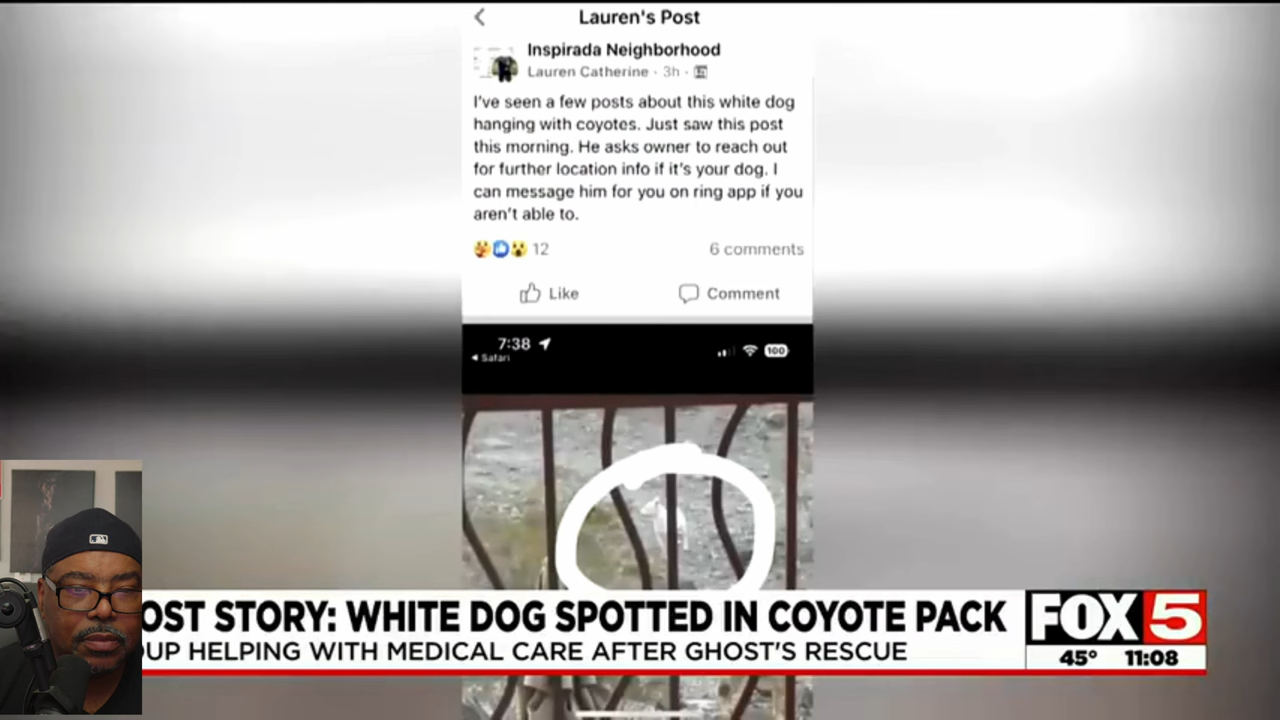 Lauren's Post
Inspirada Neighborhood
Lauren Catherine · 3h ·
I've seen a few posts about this white dog
hanging with coyotes. Just saw this post
this morning. He asks owner to reach out
for further location info if it's your dog. I
can message him for you on ring app if you
aren't able to.
12
6 comments
Like
Comment
7:38
100
◂ Safari
OST STORY: WHITE DOG SPOTTED IN COYOTE PACK
OUP HELPING WITH MEDICAL CARE AFTER GHOST'S RESCUE
FOX 5
45° 11:08